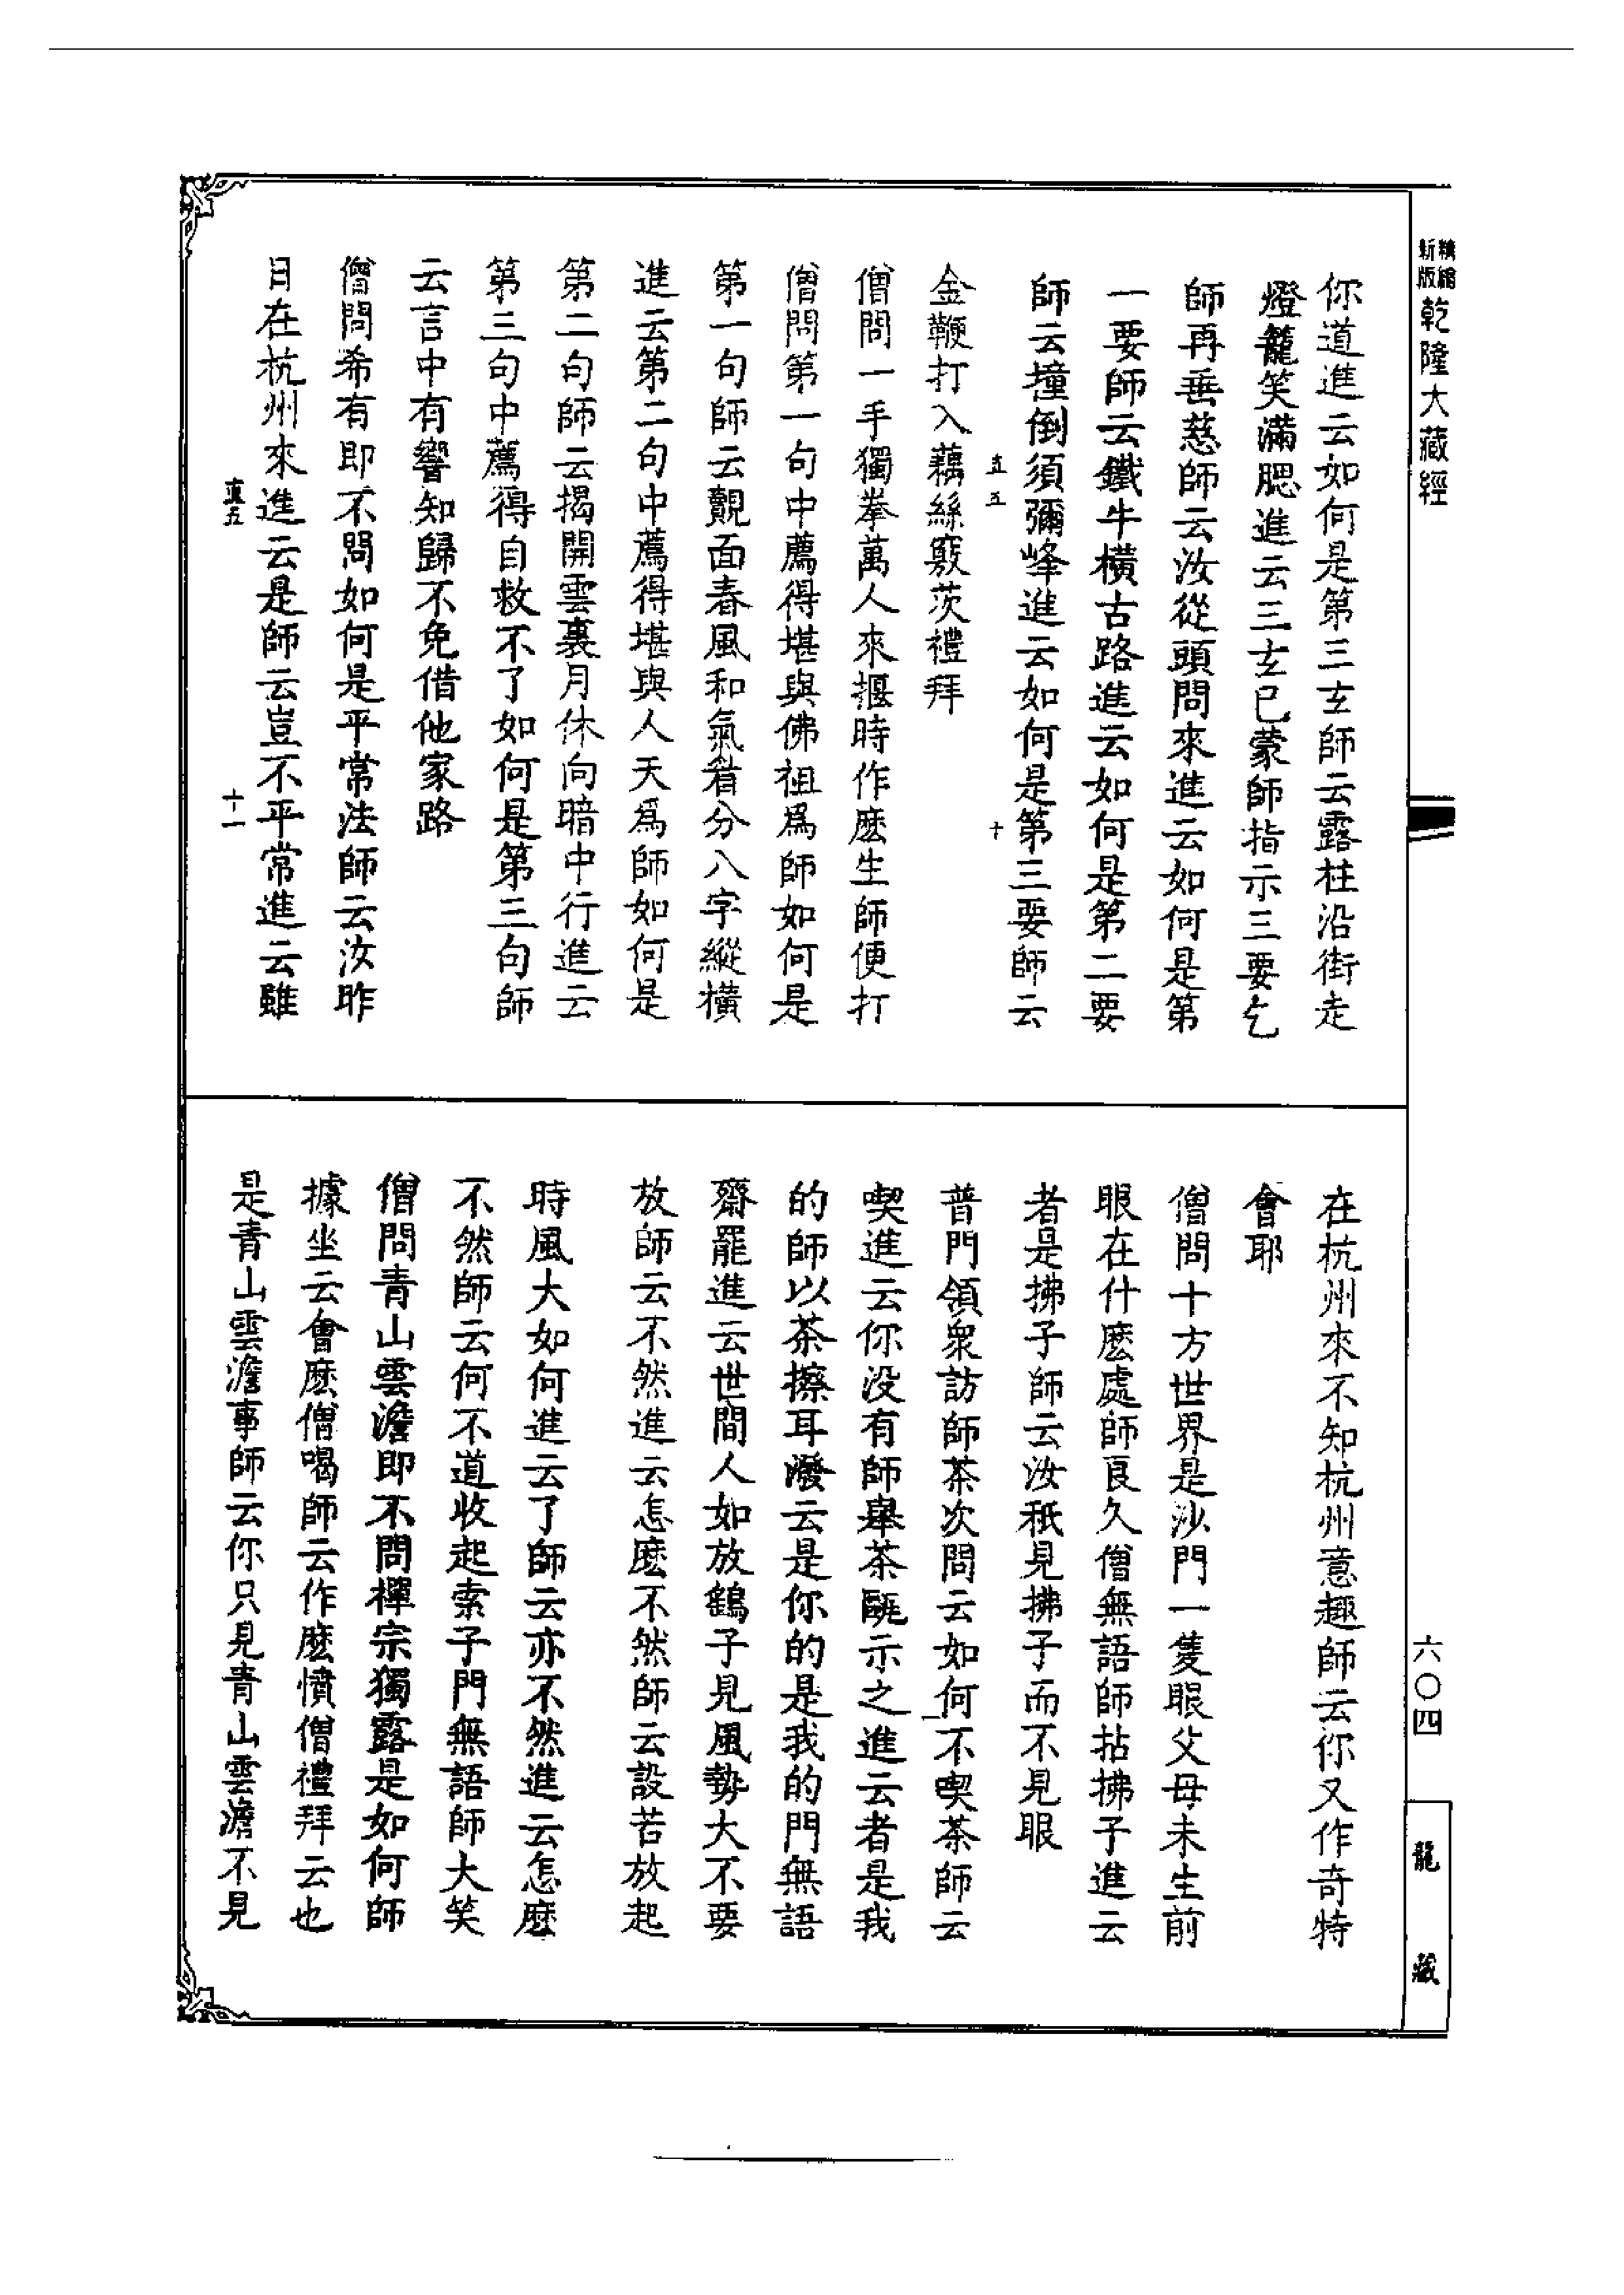 新版精縮
乾隆大藏經
你道進云如何是第三玄師云露柱沿街走
燈籠笑滿腮進云三玄已蒙師指示三要乞
師再垂慈師云汝從頭問來進云如何是第
一要師云鐵牛橫古路進云如何是第二要
師云撞倒須彌峰進云如何是第三要師云
直五
十
金鞭打入藕絲竅茨禮拜
僧問一手獨拳萬人來摳時作麼生師便打
僧問第一句中薦得堪與佛祖爲師如何是
第一句師云覿面春風和氣着分八字縱橫
進云第二句中薦得堪與人天爲師如何是
第二句師云揭開雲裏月休向暗中行進云
第三句中薦得自救不了如何是第三句師
云言中有響知歸不免借他家路
僧問希有即不問如何是平常法師云汝昨
日在杭州來進云是師云豈不平常進云雖
直五
十一
在杭州來不知杭州意趣師云你又作奇特
會耶
僧問十方世界是沙門一隻眼父母未生前
眼在什麼處師良久僧無語師拈拂子進云
者是拂子師云汝秖見拂子而不見眼
普門領衆訪師茶次問云如何不喫茶師云
喫進云你没有師舉茶甌示之進云者是我
的師以茶擦耳潑云是你的是我的門無語
齋罷進云世間人如放鶴子見風勢大不要
放師云不然進云怎麼不然師云設若放起
時風大如何進云了師云亦不然進云怎麼
不然師云何不道收起索子門無語師大笑
僧問青山雲澹即不問禪宗獨露是如何師
據坐云會麼僧喝師云作麼憤僧禮拜云也
是青山雲澹事師云你只見青山雲澹不見
六〇四
龍藏